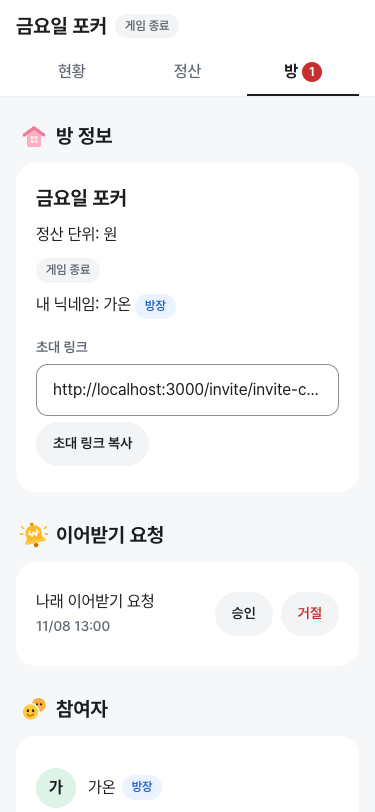 금요일 포커 게임 종료
현황 정산 방 1
방 정보
금요일 포커
정산 단위: 원
게임 종료
내 닉네임: 가온 방장
초대 링크
http://localhost:3000/invite/invite-c...
초대 링크 복사
이어받기 요청
나래 이어받기 요청
11/08 13:00
승인 거절
참여자
가 가온 방장